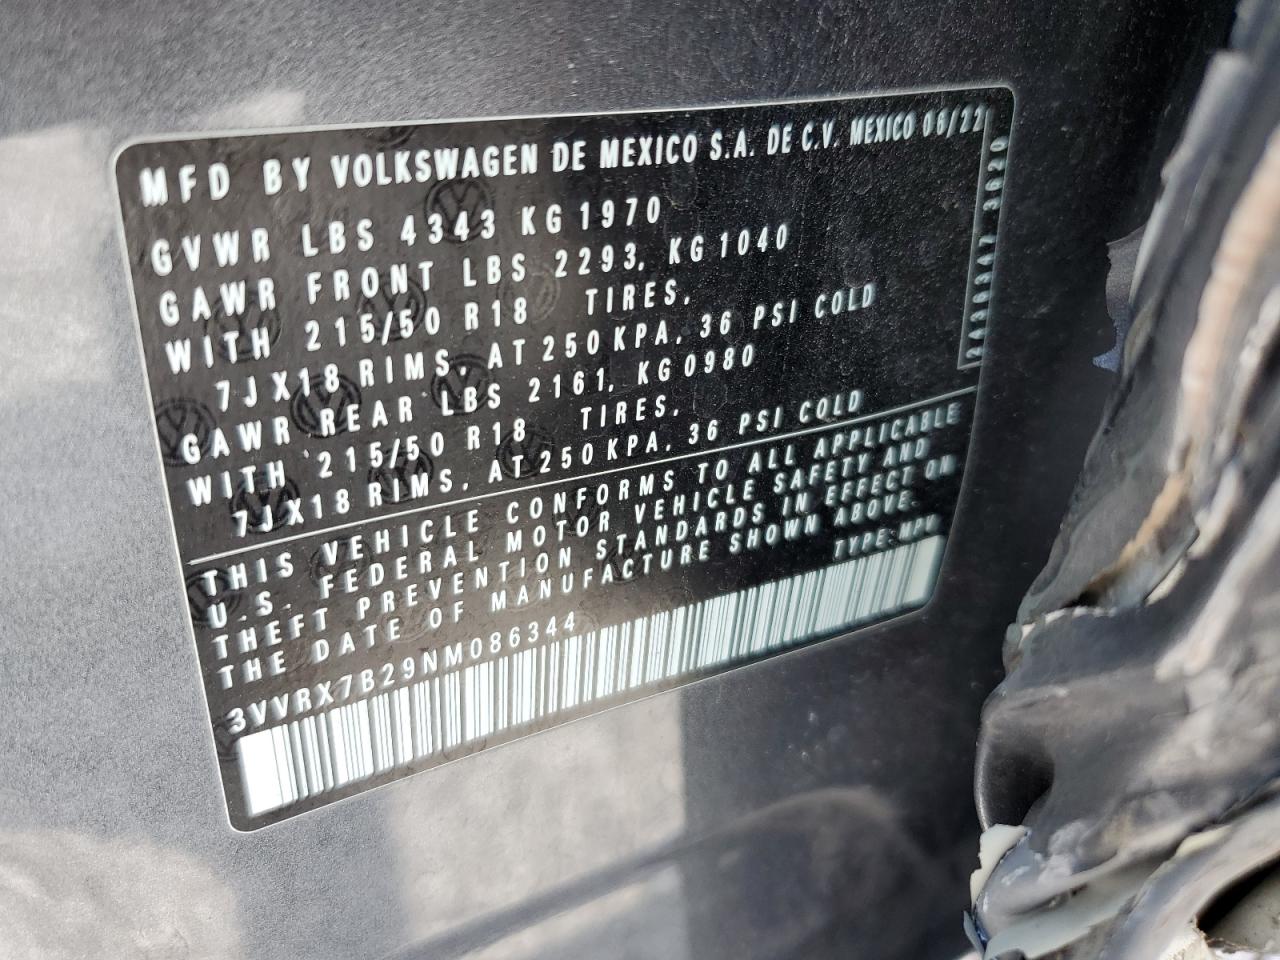 MFD BY VOLKSWAGEN DE MEXICO S.A. DE C.V. MEXICO 06/22
GVWR LBS 4343 KG 1970
GAWR FRONT LBS 2293, KG 1040
WITH 215/50 R18 TIRES,
7JX18 RIMS, AT 250 KPA, 36 PSI COLD
GAWR REAR LBS 2161, KG 0980
WITH 215/50 R18 TIRES,
7JX18 RIMS, AT 250 KPA, 36 PSI COLD
THIS VEHICLE CONFORMS TO ALL APPLICABLE
U.S. FEDERAL MOTOR VEHICLE SAFETY AND
THEFT PREVENTION STANDARDS IN EFFECT ON
THE DATE OF MANUFACTURE SHOWN ABOVE.
TYPE: MPV
3VVRX7B29NM086344